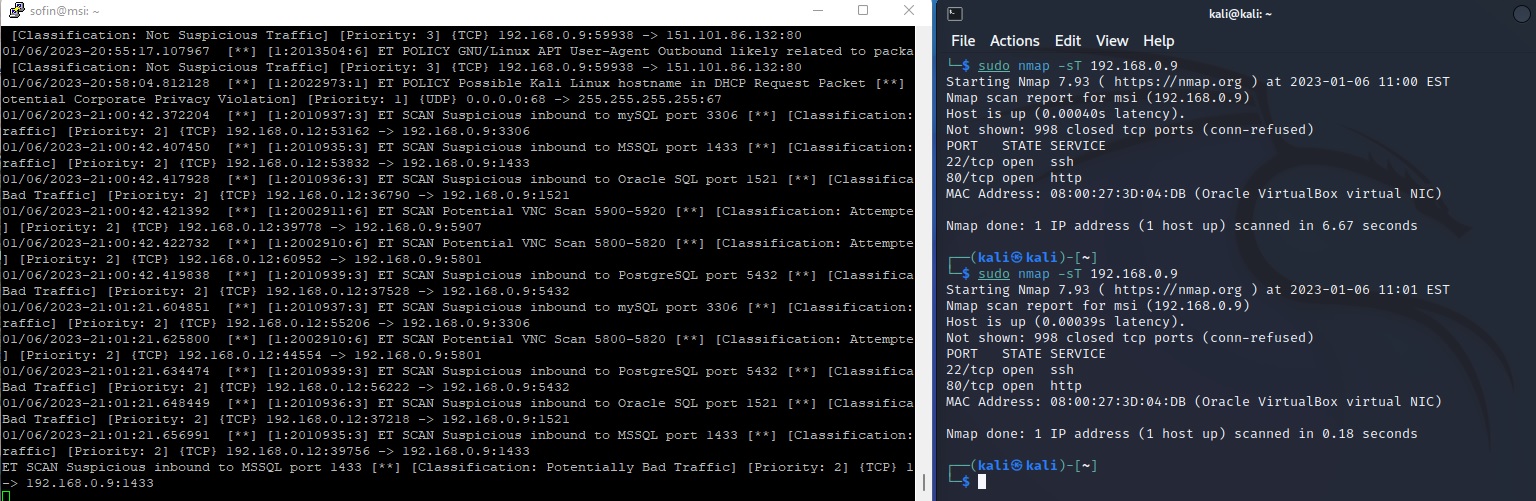 sofin@msi: ~
[Classification: Not Suspicious Traffic] [Priority: 3] {TCP} 192.168.0.9:59938 -> 151.101.86.132:80
01/06/2023-20:55:17.107967  [**] [1:2013504:6] ET POLICY GNU/Linux APT User-Agent Outbound likely related to packa
[Classification: Not Suspicious Traffic] [Priority: 3] {TCP} 192.168.0.9:59938 -> 151.101.86.132:80
01/06/2023-20:58:04.812128  [**] [1:2022973:1] ET POLICY Possible Kali Linux hostname in DHCP Request Packet [**]
otential Corporate Privacy Violation] [Priority: 1] {UDP} 0.0.0.0:68 -> 255.255.255.255:67
01/06/2023-21:00:42.372204  [**] [1:2010937:3] ET SCAN Suspicious inbound to mySQL port 3306 [**] [Classification:
raffic] [Priority: 2] {TCP} 192.168.0.12:53162 -> 192.168.0.9:3306
01/06/2023-21:00:42.407450  [**] [1:2010935:3] ET SCAN Suspicious inbound to MSSQL port 1433 [**] [Classification:
raffic] [Priority: 2] {TCP} 192.168.0.12:53832 -> 192.168.0.9:1433
01/06/2023-21:00:42.417928  [**] [1:2010936:3] ET SCAN Suspicious inbound to Oracle SQL port 1521 [**] [Classifica
Bad Traffic] [Priority: 2] {TCP} 192.168.0.12:36790 -> 192.168.0.9:1521
01/06/2023-21:00:42.421392  [**] [1:2002911:6] ET SCAN Potential VNC Scan 5900-5920 [**] [Classification: Attempte
] [Priority: 2] {TCP} 192.168.0.12:39778 -> 192.168.0.9:5907
01/06/2023-21:00:42.422732  [**] [1:2002910:6] ET SCAN Potential VNC Scan 5800-5820 [**] [Classification: Attempte
] [Priority: 2] {TCP} 192.168.0.12:60952 -> 192.168.0.9:5801
01/06/2023-21:00:42.419838  [**] [1:2010939:3] ET SCAN Suspicious inbound to PostgreSQL port 5432 [**] [Classifica
Bad Traffic] [Priority: 2] {TCP} 192.168.0.12:37528 -> 192.168.0.9:5432
01/06/2023-21:01:21.604851  [**] [1:2010937:3] ET SCAN Suspicious inbound to mySQL port 3306 [**] [Classification:
raffic] [Priority: 2] {TCP} 192.168.0.12:55206 -> 192.168.0.9:3306
01/06/2023-21:01:21.625800  [**] [1:2002910:6] ET SCAN Potential VNC Scan 5800-5820 [**] [Classification: Attempte
] [Priority: 2] {TCP} 192.168.0.12:44554 -> 192.168.0.9:5801
01/06/2023-21:01:21.634474  [**] [1:2010939:3] ET SCAN Suspicious inbound to PostgreSQL port 5432 [**] [Classifica
Bad Traffic] [Priority: 2] {TCP} 192.168.0.12:56222 -> 192.168.0.9:5432
01/06/2023-21:01:21.648449  [**] [1:2010936:3] ET SCAN Suspicious inbound to Oracle SQL port 1521 [**] [Classifica
Bad Traffic] [Priority: 2] {TCP} 192.168.0.12:37218 -> 192.168.0.9:1521
01/06/2023-21:01:21.656991  [**] [1:2010935:3] ET SCAN Suspicious inbound to MSSQL port 1433 [**] [Classification:
raffic] [Priority: 2] {TCP} 192.168.0.12:39756 -> 192.168.0.9:1433
ET SCAN Suspicious inbound to MSSQL port 1433 [**] [Classification: Potentially Bad Traffic] [Priority: 2] {TCP} 1
-> 192.168.0.9:1433
kali@kali: ~
File Actions Edit View Help
└─$ sudo nmap -sT 192.168.0.9
Starting Nmap 7.93 ( https://nmap.org ) at 2023-01-06 11:00 EST
Nmap scan report for msi (192.168.0.9)
Host is up (0.00040s latency).
Not shown: 998 closed tcp ports (conn-refused)
PORT   STATE SERVICE
22/tcp open  ssh
80/tcp open  http
MAC Address: 08:00:27:3D:04:DB (Oracle VirtualBox virtual NIC)
Nmap done: 1 IP address (1 host up) scanned in 6.67 seconds
┌──(kali㉿kali)-[~]
└─$ sudo nmap -sT 192.168.0.9
Starting Nmap 7.93 ( https://nmap.org ) at 2023-01-06 11:01 EST
Nmap scan report for msi (192.168.0.9)
Host is up (0.00039s latency).
Not shown: 998 closed tcp ports (conn-refused)
PORT   STATE SERVICE
22/tcp open  ssh
80/tcp open  http
MAC Address: 08:00:27:3D:04:DB (Oracle VirtualBox virtual NIC)
Nmap done: 1 IP address (1 host up) scanned in 0.18 seconds
┌──(kali㉿kali)-[~]
└─$